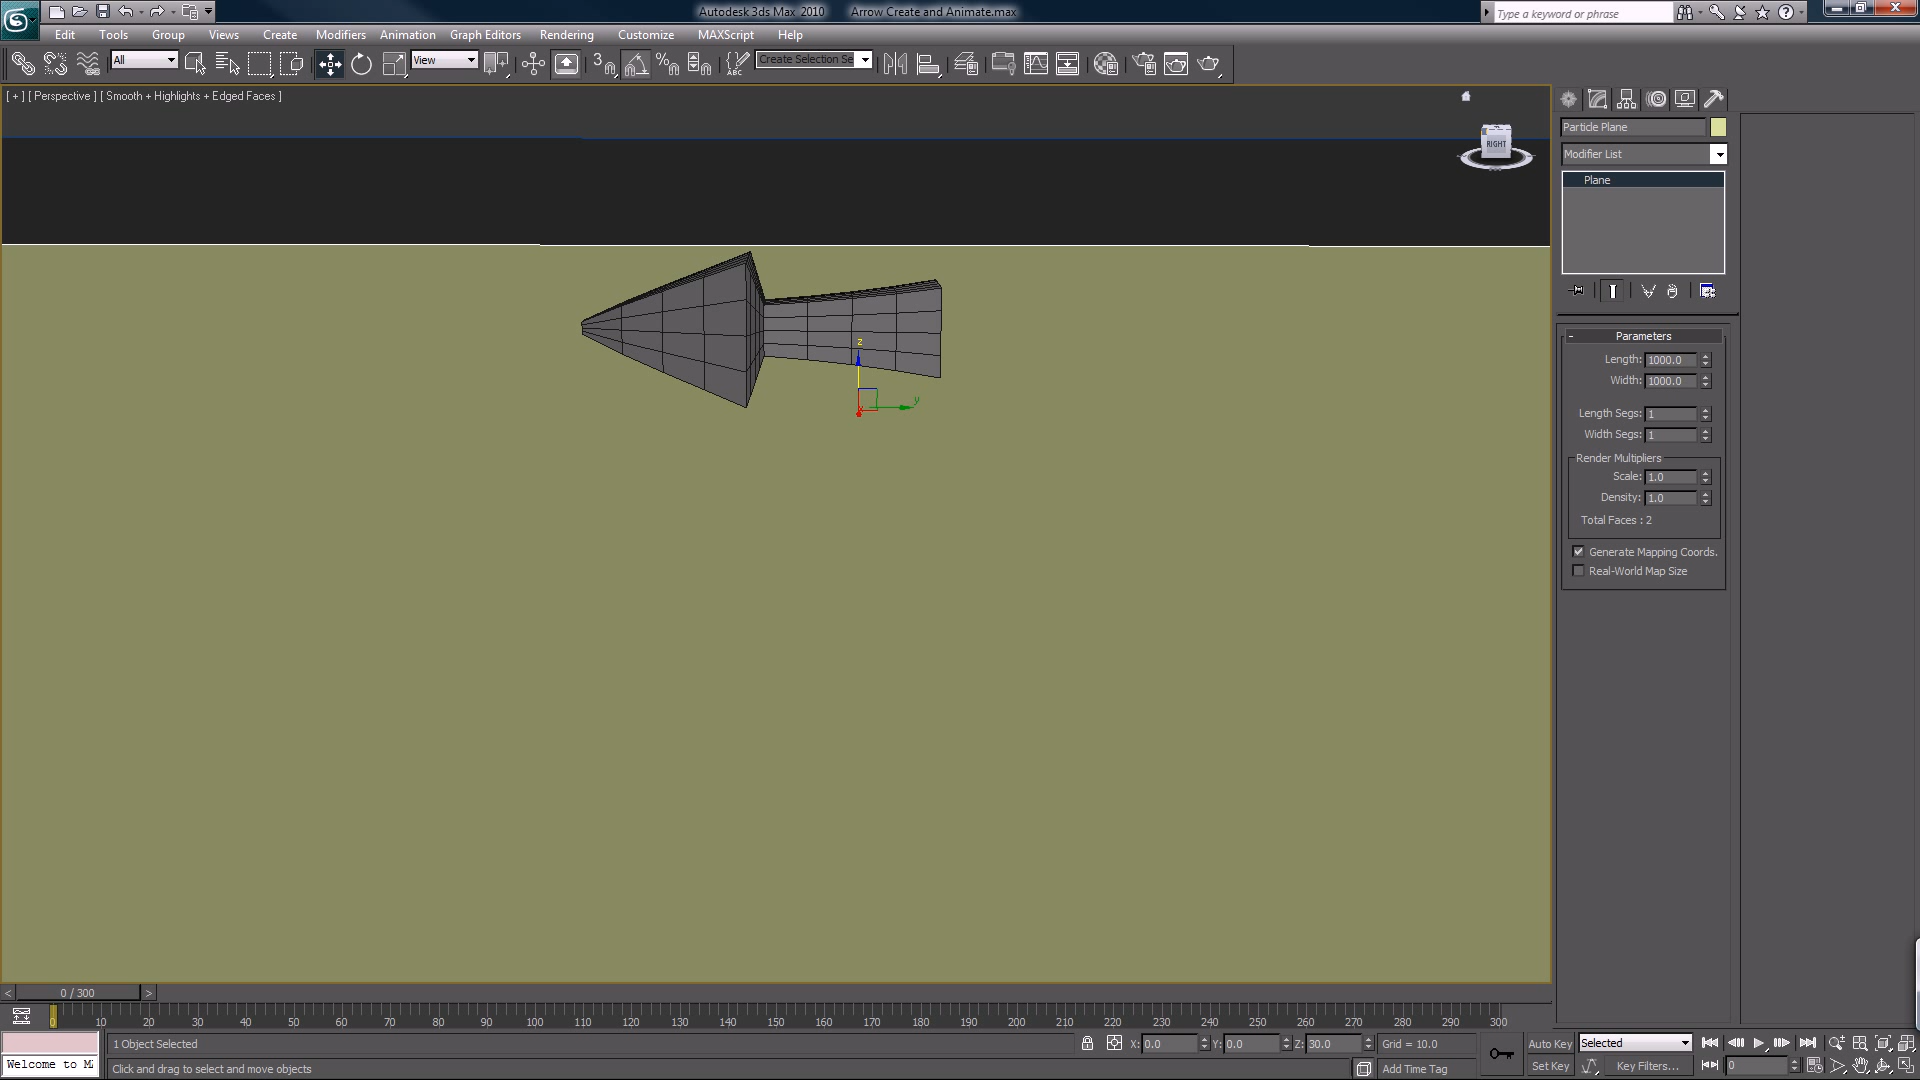 Autodesk 3ds Max 2010 Arrow Create and Animate.max
Type a keyword or phrase
Edit Tools Group Views Create Modifiers Animation Graph Editors Rendering Customize MAXScript Help
All View 3 % ABC Create Selection Se
[ + ] [ Perspective ] [ Smooth + Highlights + Edged Faces ]
RIGHT
z
y
x
Particle Plane
Modifier List
Plane
- Parameters
Length: 1000.0
Width: 1000.0
Length Segs: 1
Width Segs: 1
Render Multipliers
Scale: 1.0
Density: 1.0
Total Faces : 2
Generate Mapping Coords.
Real-World Map Size
< 0 / 300 >
0 10 20 30 40 50 60 70 80 90 100 110 120 130 140 150 160 170 180 190 200 210 220 230 240 250 260 270 280 290 300
1 Object Selected X: 0.0 Y: 0.0 Z: 30.0 Grid = 10.0 Auto Key Selected
Welcome to M
Click and drag to select and move objects Add Time Tag Set Key Key Filters... 0